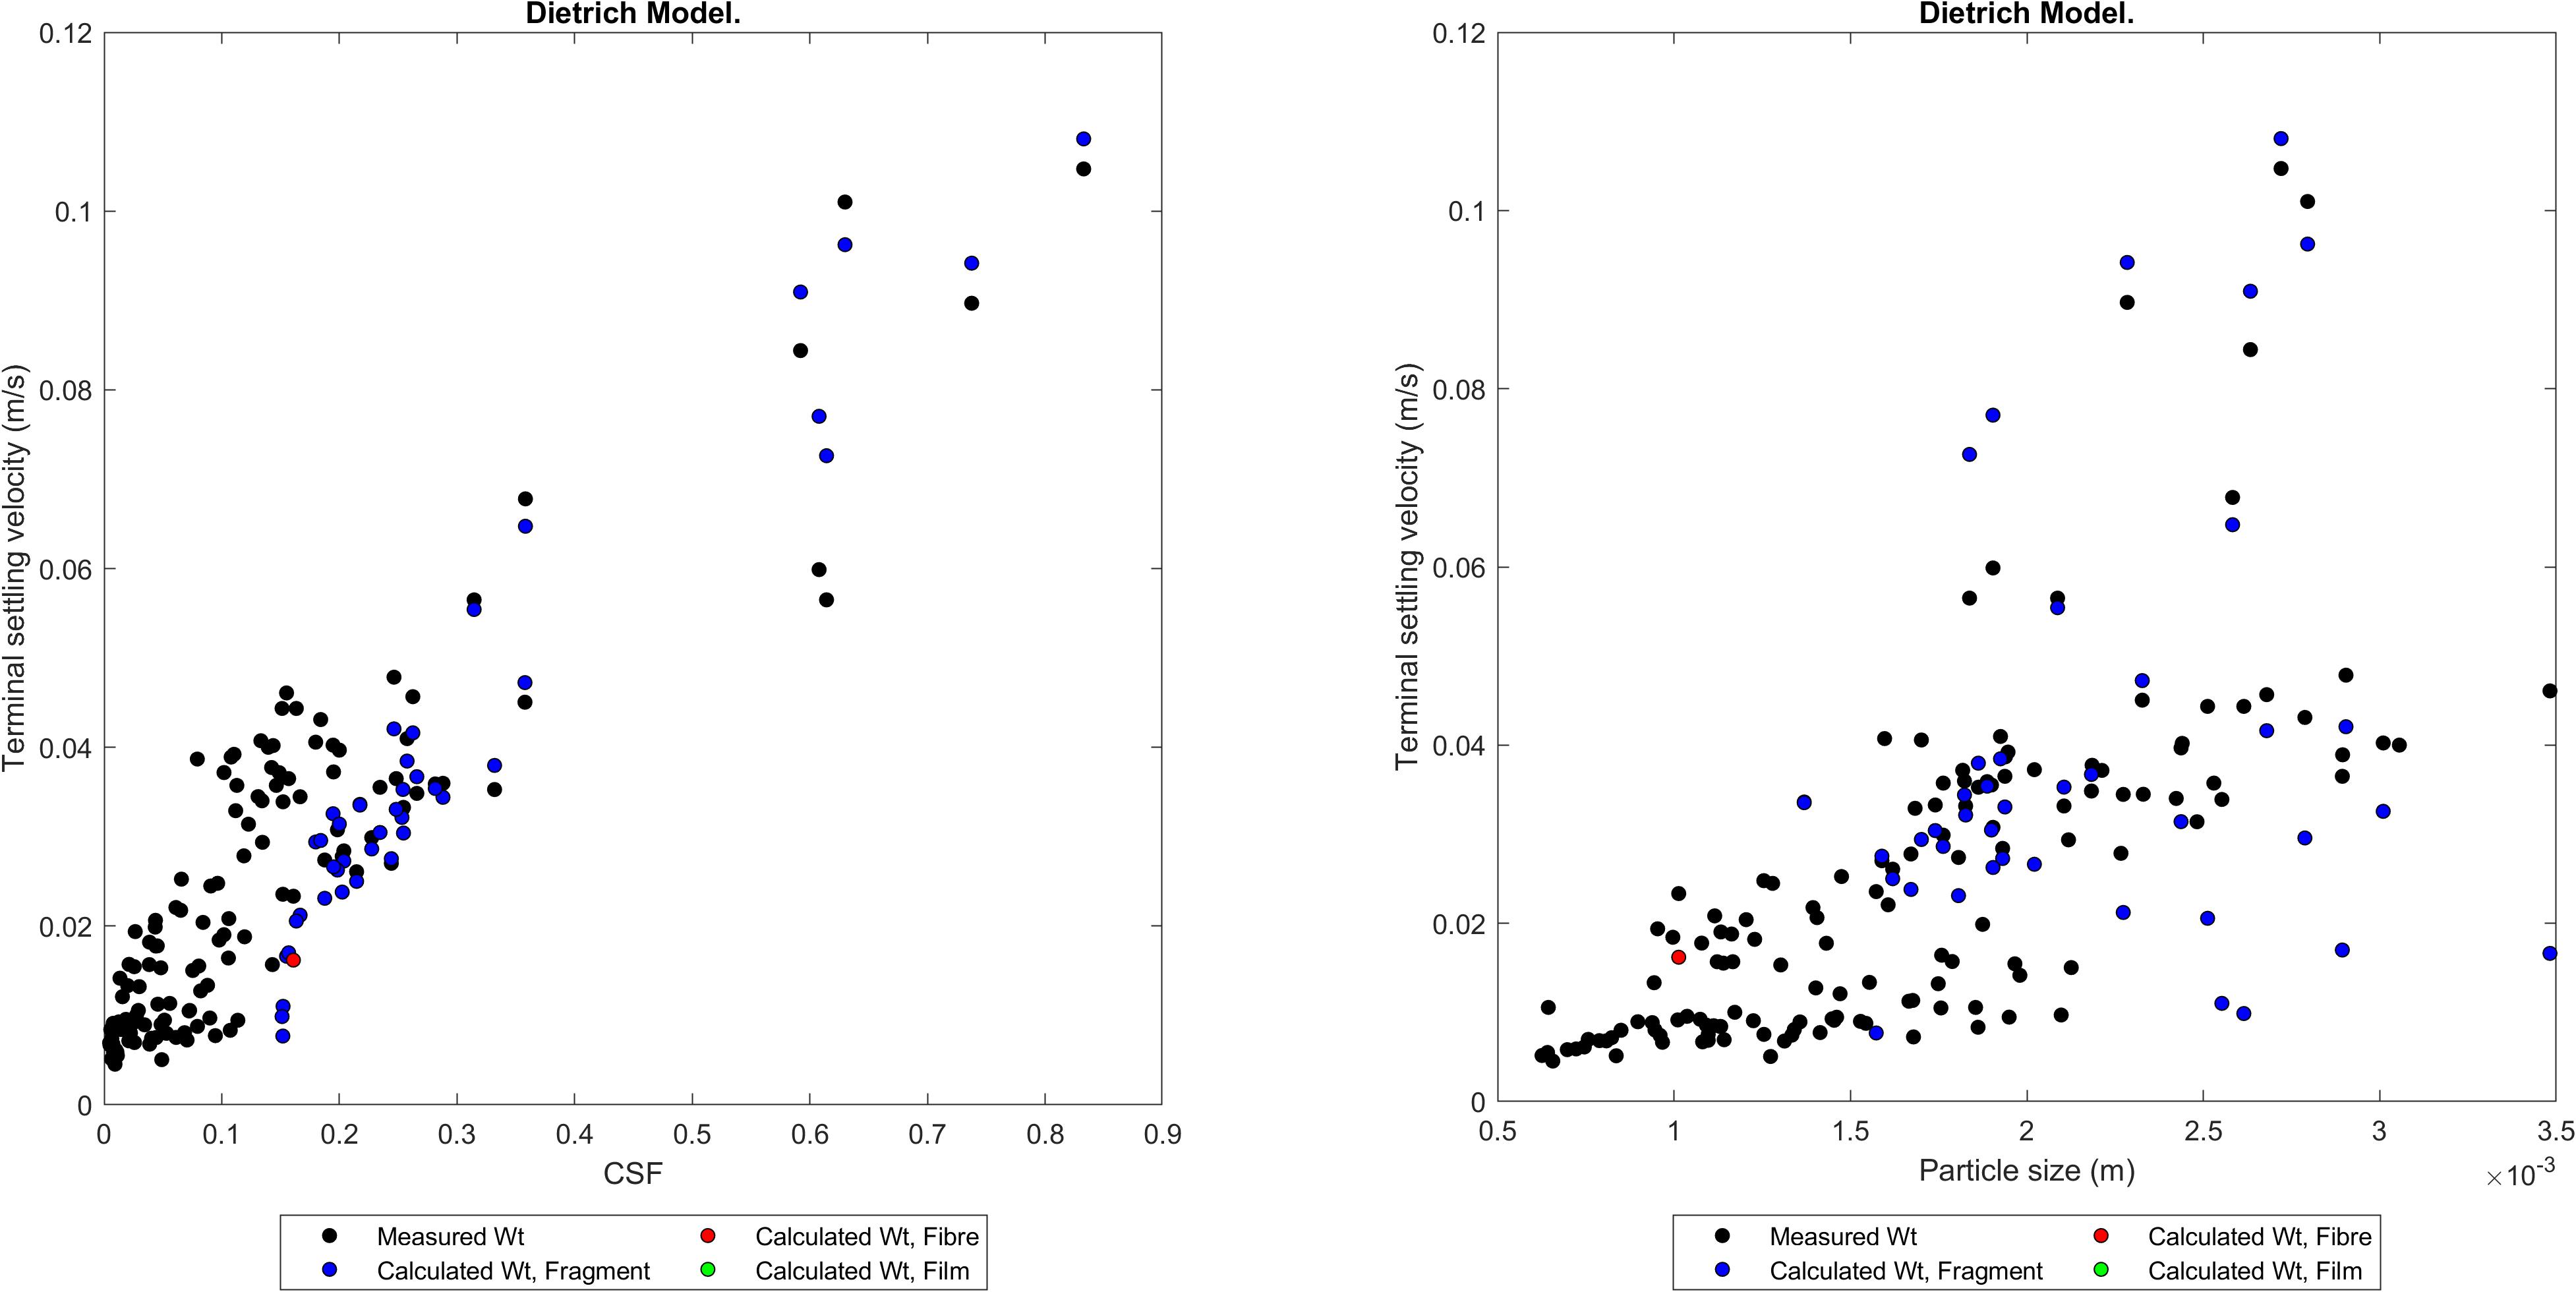 Dietrich Model.
0.12
0.1
0.08
0.06
0.04
0.02
0
Terminal settling velocity (m/s)
0 0.1 0.2 0.3 0.4 0.5 0.6 0.7 0.8 0.9
CSF
Measured Wt
Calculated Wt, Fibre
Calculated Wt, Fragment
Calculated Wt, Film
Dietrich Model.
0.12
0.1
0.08
0.06
0.04
0.02
0
Terminal settling velocity (m/s)
0.5 1 1.5 2 2.5 3 3.5
Particle size (m)
×10⁻³
Measured Wt
Calculated Wt, Fibre
Calculated Wt, Fragment
Calculated Wt, Film